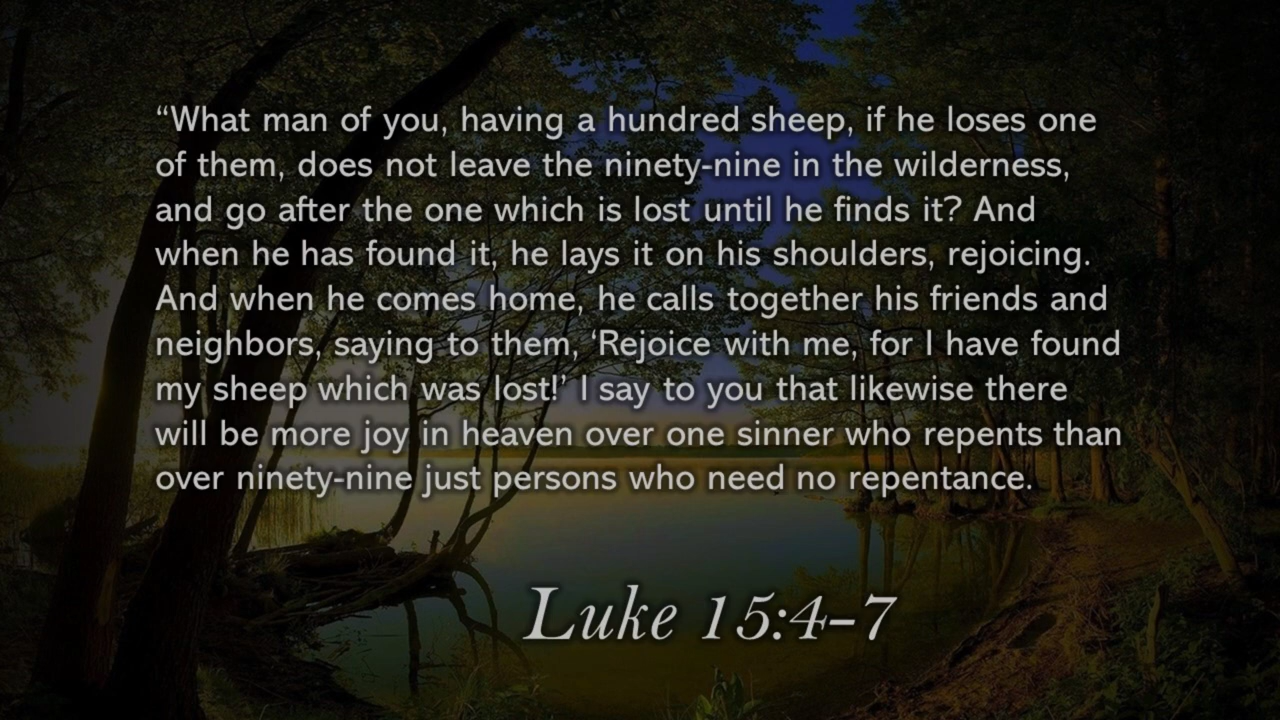 “What man of you, having a hundred sheep, if he loses one
of them, does not leave the ninety-nine in the wilderness,
and go after the one which is lost until he finds it? And
when he has found it, he lays it on his shoulders, rejoicing.
And when he comes home, he calls together his friends and
neighbors, saying to them, ‘Rejoice with me, for I have found
my sheep which was lost!’ I say to you that likewise there
will be more joy in heaven over one sinner who repents than
over ninety-nine just persons who need no repentance.
Luke 15:4–7